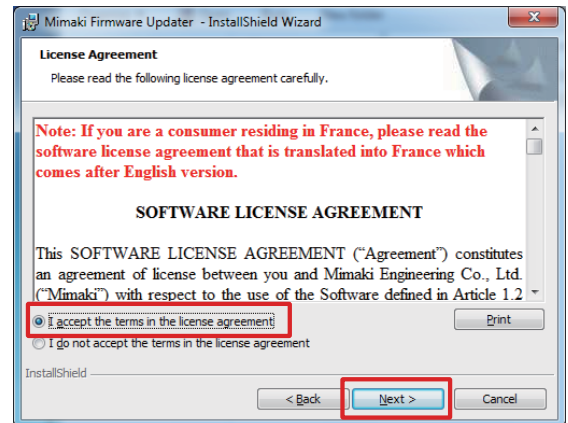 Mimaki Firmware Updater - InstallShield Wizard
License Agreement
Please read the following license agreement carefully.
Note: If you are a consumer residing in France, please read the
software license agreement that is translated into France which
comes after English version.
SOFTWARE LICENSE AGREEMENT
This SOFTWARE LICENSE AGREEMENT (“Agreement”) constitutes
an agreement of license between you and Mimaki Engineering Co., Ltd.
(“Mimaki”) with respect to the use of the Software defined in Article 1.2
I accept the terms in the license agreement
Print
I do not accept the terms in the license agreement
InstallShield
< Back
Next >
Cancel